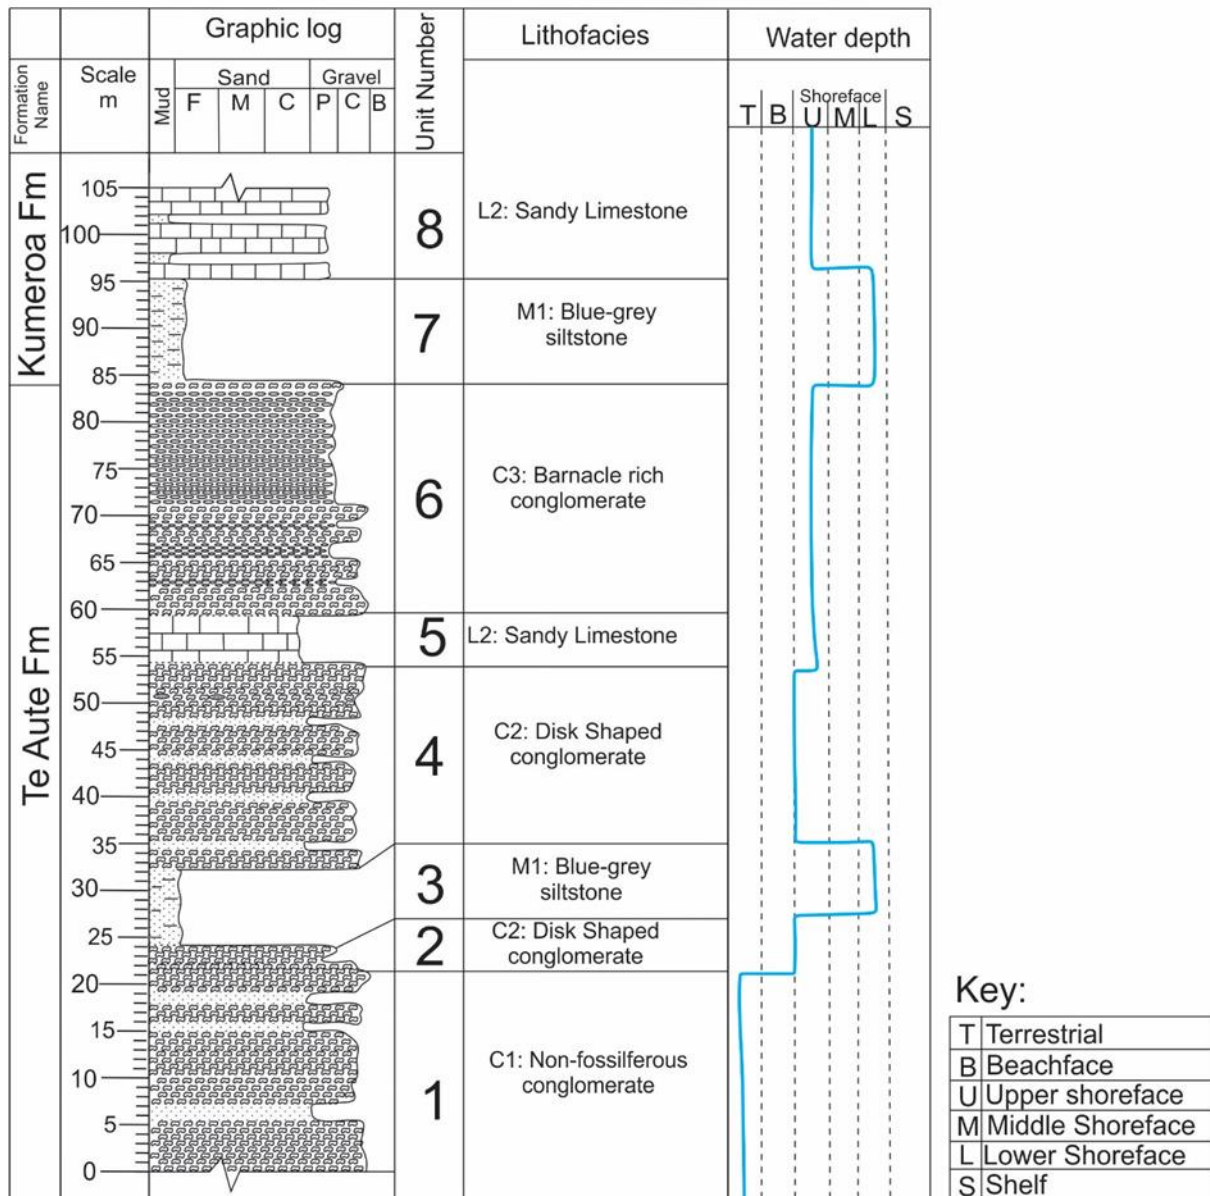 Graphic log
Lithofacies
Water depth
Formation Name
Scale m
Mud
Sand
Gravel
F M C P C B
Unit Number
Shoreface
T B U M L S
Kumeroa Fm
Te Aute Fm
105
100
95
90
85
80
75
70
65
60
55
50
45
40
35
30
25
20
15
10
5
0
8
L2: Sandy Limestone
7
M1: Blue-grey
siltstone
6
C3: Barnacle rich
conglomerate
5
L2: Sandy Limestone
4
C2: Disk Shaped
conglomerate
3
M1: Blue-grey
siltstone
2
C2: Disk Shaped
conglomerate
1
C1: Non-fossilferous
conglomerate
Key:
T Terrestrial
B Beachface
U Upper shoreface
M Middle Shoreface
L Lower Shoreface
S Shelf